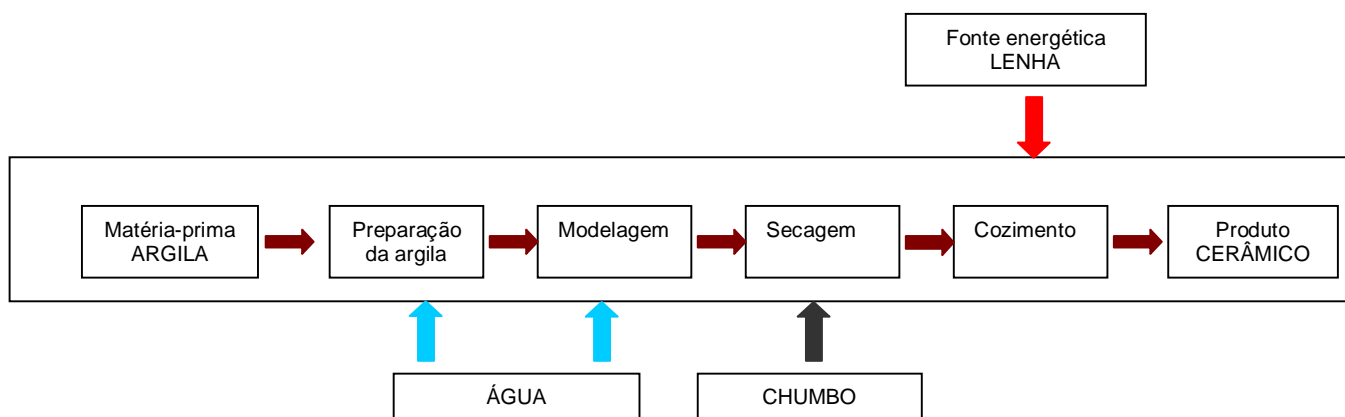 Fonte energética
LENHA
Matéria-prima
ARGILA
Preparação
da argila
Modelagem
Secagem
Cozimento
Produto
CERÂMICO
ÁGUA
CHUMBO